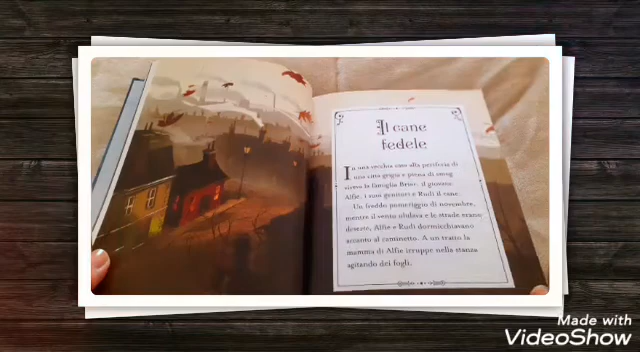 Il cane
fedele
In una vecchia casa alla periferia di
una città grigia e piena di smog
viveva la famiglia Brier: il giovane
Alfie, i suoi genitori e Rudi il cane.
Un freddo pomeriggio di novembre,
mentre il vento ululava e le strade erano
deserte, Alfie e Rudi dormicchiavano
accanto al caminetto. A un tratto la
mamma di Alfie irruppe nella stanza
agitando dei fogli.
Made with
VideoShow